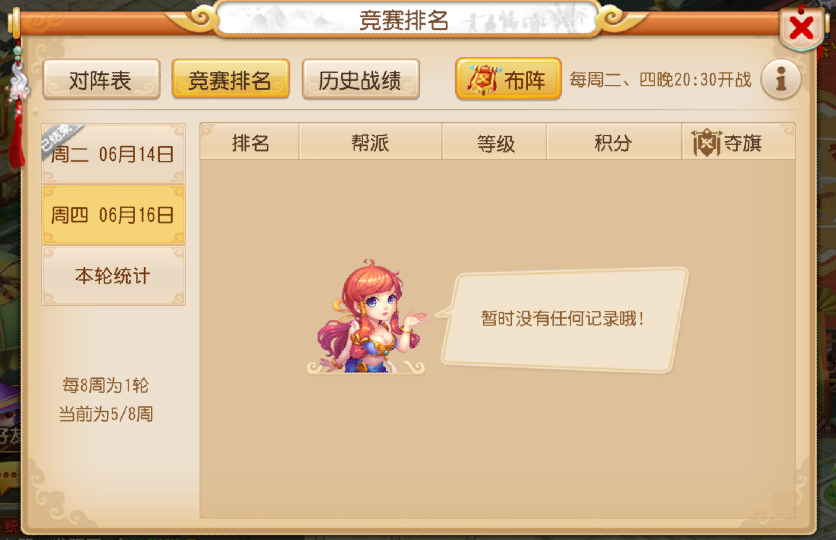 竞赛排名
对阵表
竞赛排名
历史战绩
布阵
每周二、四晚20:30开战
已结束
周二 06月14日
周四 06月16日
本轮统计
排名
帮派
等级
积分
夺旗
暂时没有任何记录哦!
每8周为1轮
当前为5/8周
好友